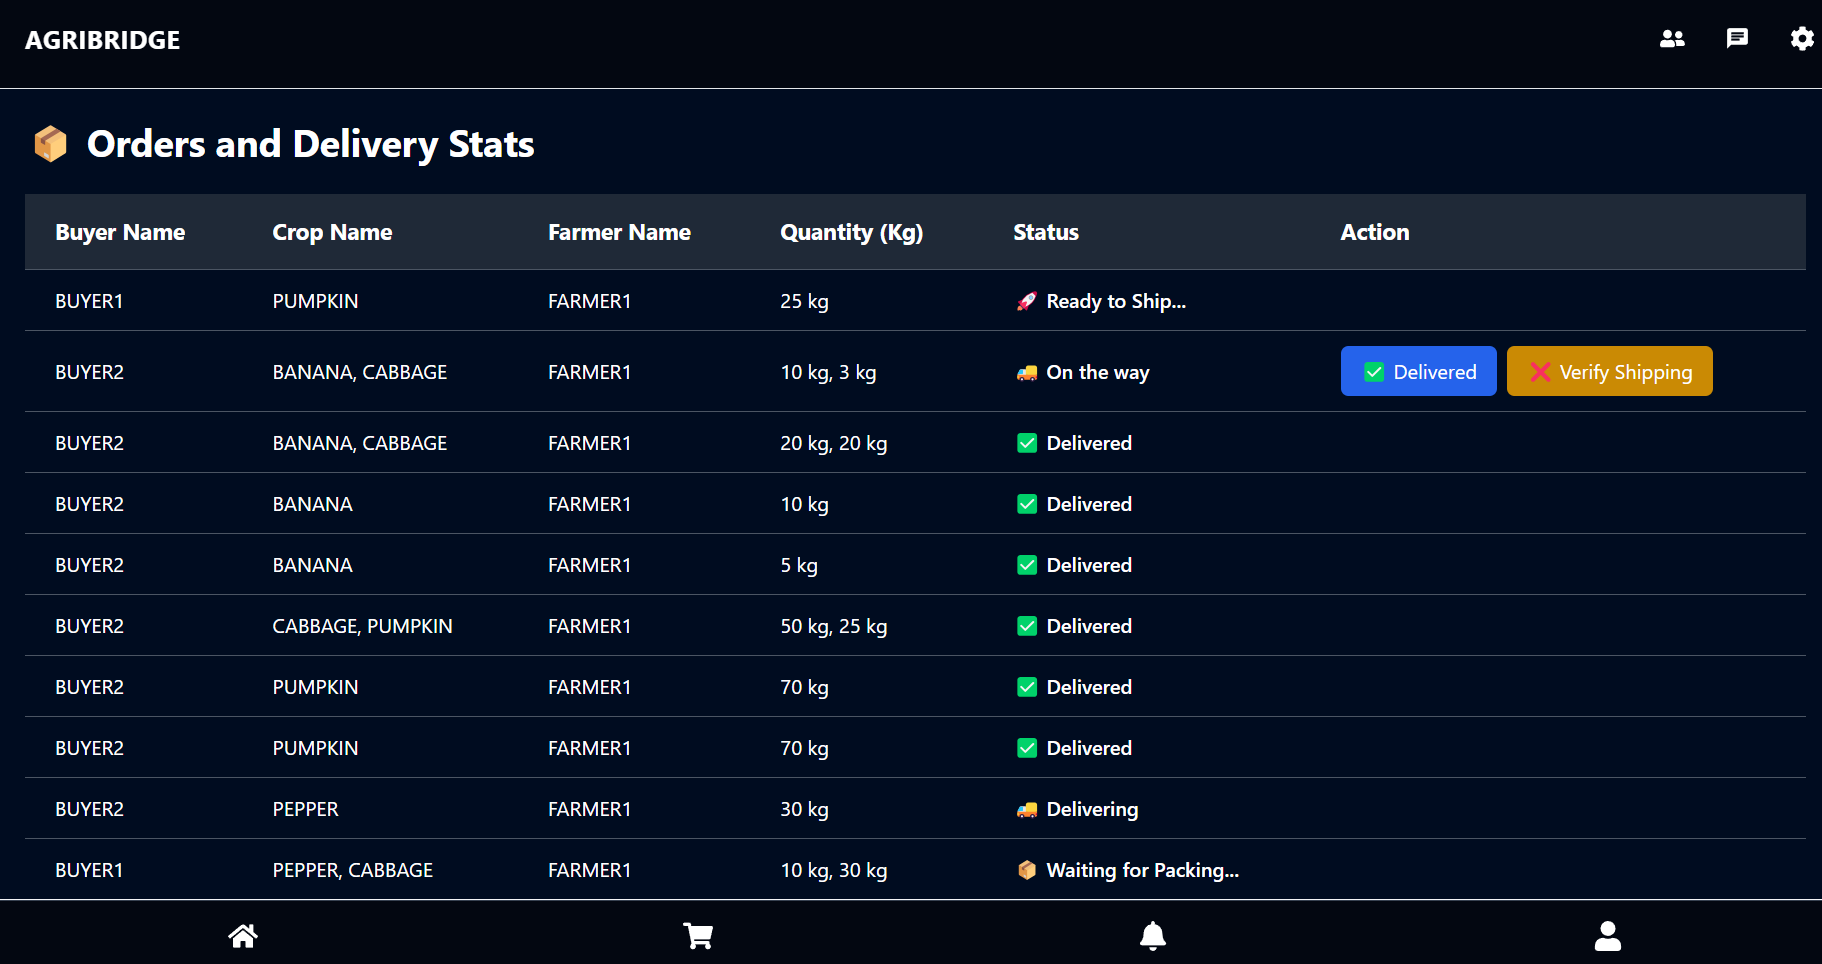 AGRIBRIDGE
📦 Orders and Delivery Stats
Buyer Name Crop Name Farmer Name Quantity (Kg) Status Action
BUYER1 PUMPKIN FARMER1 25 kg 🚀 Ready to Ship...
BUYER2 BANANA, CABBAGE FARMER1 10 kg, 3 kg 🚚 On the way ✅ Delivered ❌ Verify Shipping
BUYER2 BANANA, CABBAGE FARMER1 20 kg, 20 kg ✅ Delivered
BUYER2 BANANA FARMER1 10 kg ✅ Delivered
BUYER2 BANANA FARMER1 5 kg ✅ Delivered
BUYER2 CABBAGE, PUMPKIN FARMER1 50 kg, 25 kg ✅ Delivered
BUYER2 PUMPKIN FARMER1 70 kg ✅ Delivered
BUYER2 PUMPKIN FARMER1 70 kg ✅ Delivered
BUYER2 PEPPER FARMER1 30 kg 🚚 Delivering
BUYER1 PEPPER, CABBAGE FARMER1 10 kg, 30 kg 📦 Waiting for Packing...